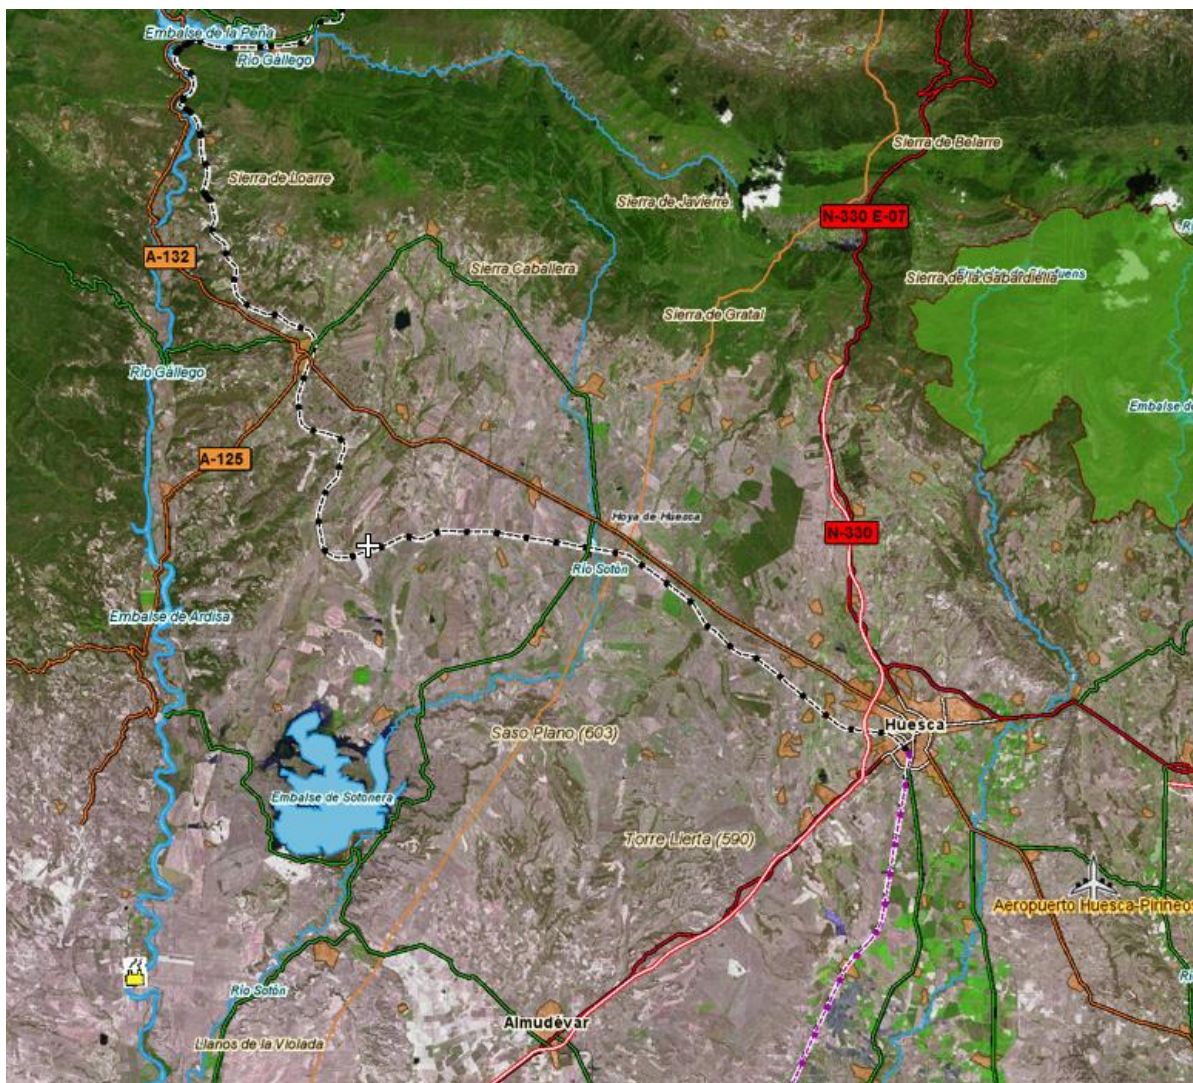 Embalse de la Peña
Río Gállego
Sierra de Belarre
Sierra de Loarre
Sierra de Javierre
N-330 E-07
A-132
Sierra Caballera
Sierra de la Gabardiella
Sierra de Gratal
Río Gállego
Embalse de
A-125
Hoya de Huesca
N-330
Río Sotón
Embalse de Ardisa
Huesca
Saso Plano (603)
Embalse de Sotonera
Torre Lierta (590)
Aeropuerto Huesca-Pirineos
Río Sotón
Almudévar
Llanos de la Violada